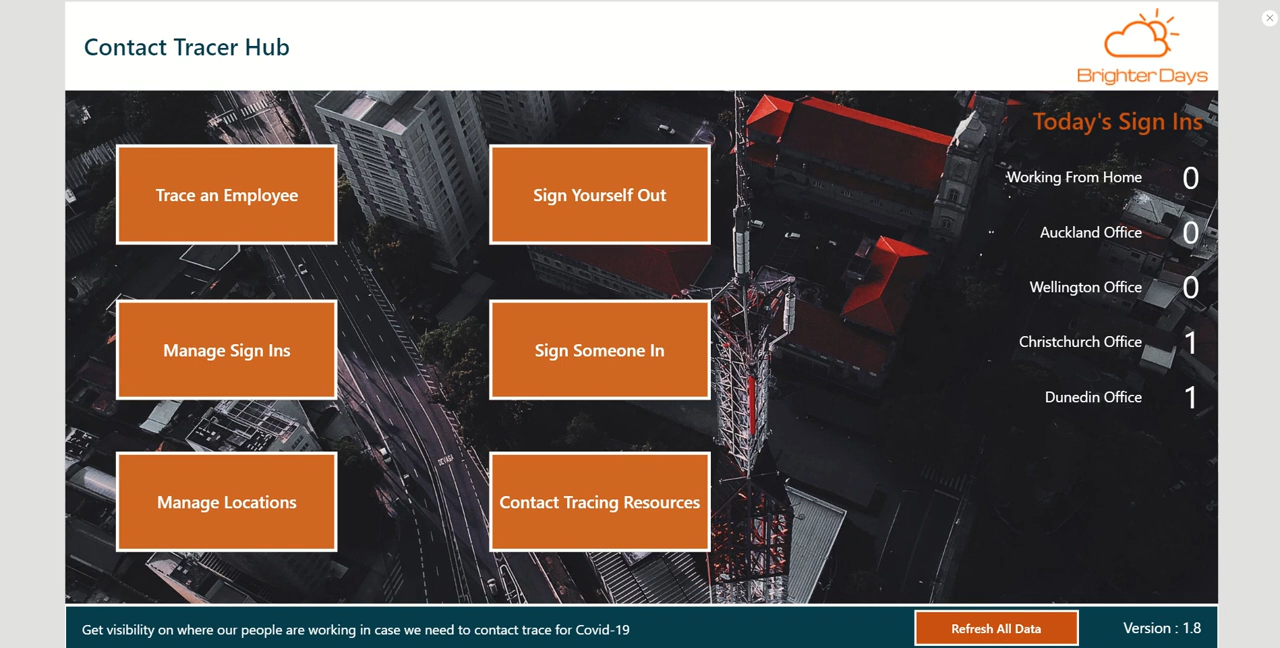 Contact Tracer Hub
Brighter Days
Today's Sign Ins
Trace an Employee
Sign Yourself Out
Working From Home 0
Auckland Office 0
Wellington Office 0
Manage Sign Ins
Sign Someone In
Christchurch Office 1
Dunedin Office 1
Manage Locations
Contact Tracing Resources
Get visibility on where our people are working in case we need to contact trace for Covid-19
Refresh All Data
Version : 1.8